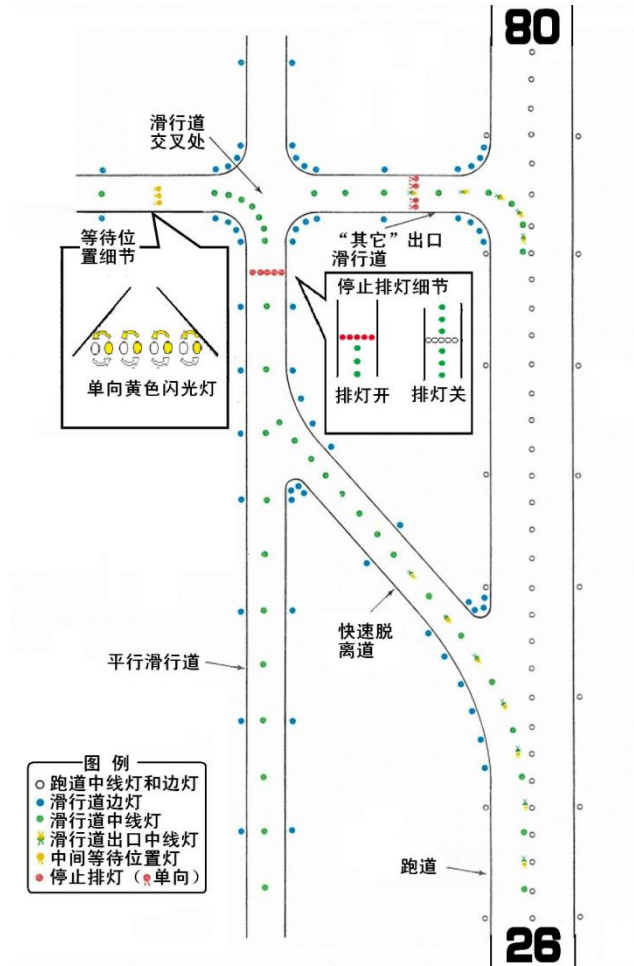 80
滑行道
交叉处
等待位
置细节
单向黄色闪光灯
“其它”出口
滑行道
停止排灯细节
排灯开
排灯关
快速脱
离道
平行滑行道
图例
跑道中线灯和边灯
滑行道边灯
滑行道中线灯
滑行道出口中线灯
中间等待位置灯
停止排灯（单向）
跑道
26